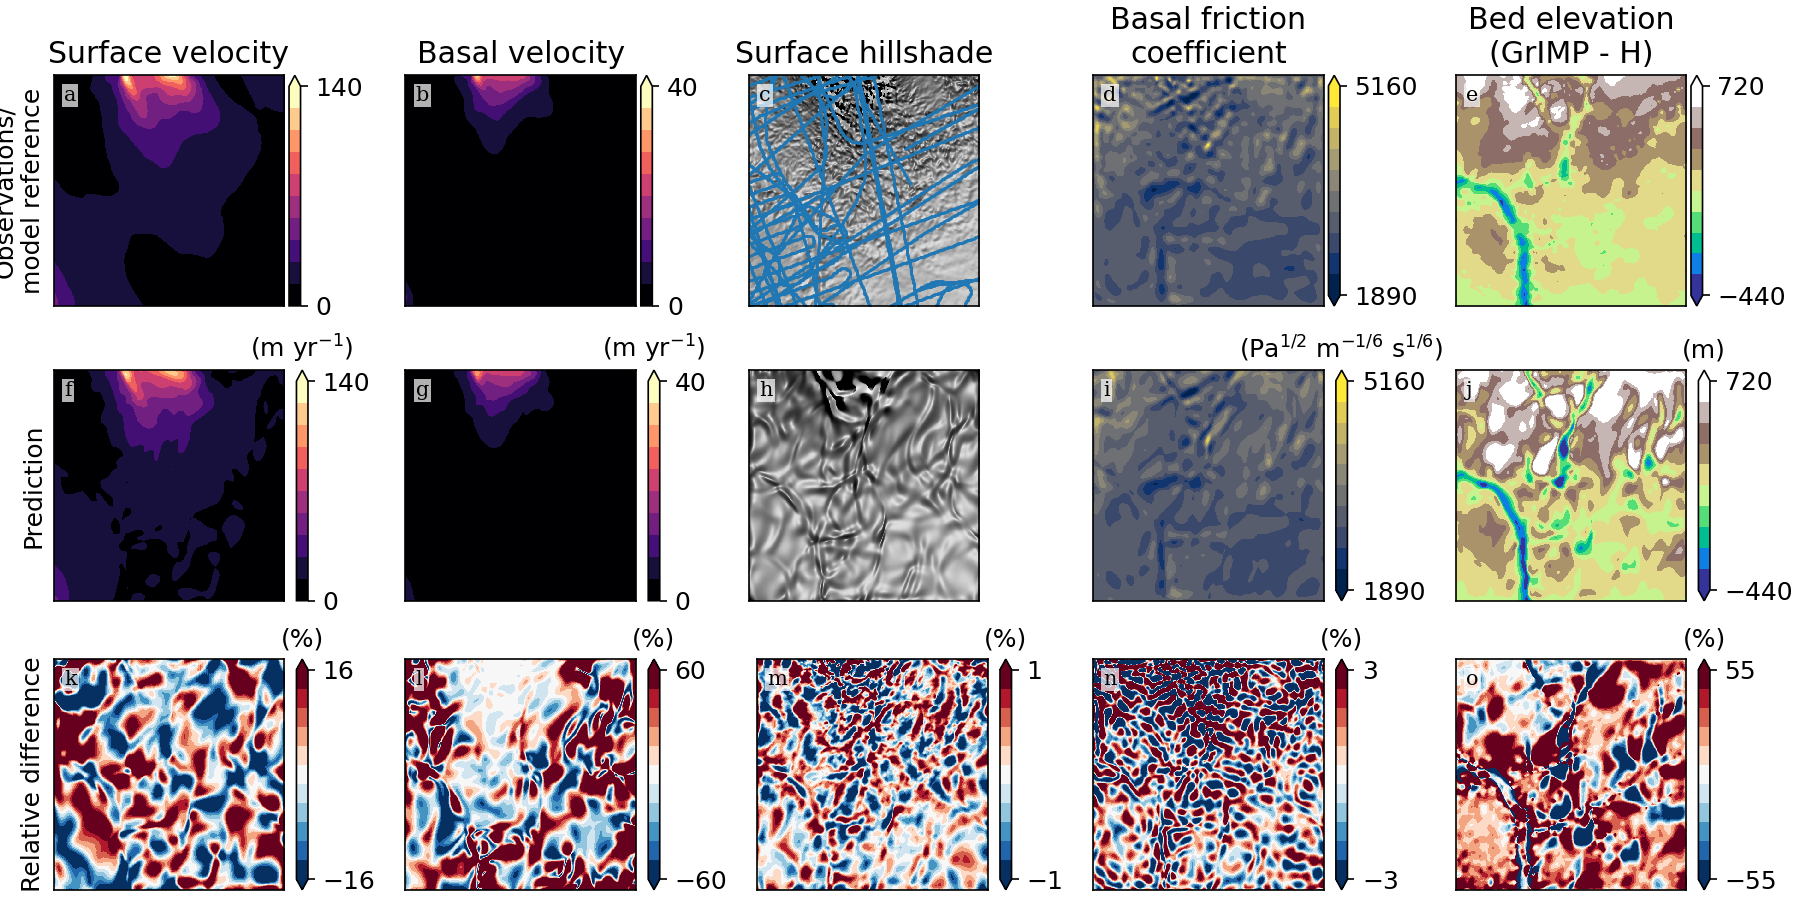 Surface velocity
Basal velocity
Surface hillshade
Basal friction
coefficient
Bed elevation
(GrIMP - H)
Observations/
model reference
a
140
0
b
40
0
c
d
5160
1890
e
720
−440
(m yr⁻¹)
(m yr⁻¹)
(Pa¹/² m⁻¹/⁶ s¹/⁶)
(m)
Prediction
f
140
0
g
40
0
h
i
5160
1890
j
720
−440
(%)
(%)
(%)
(%)
(%)
Relative difference
k
16
−16
l
60
−60
m
1
−1
n
3
−3
o
55
−55